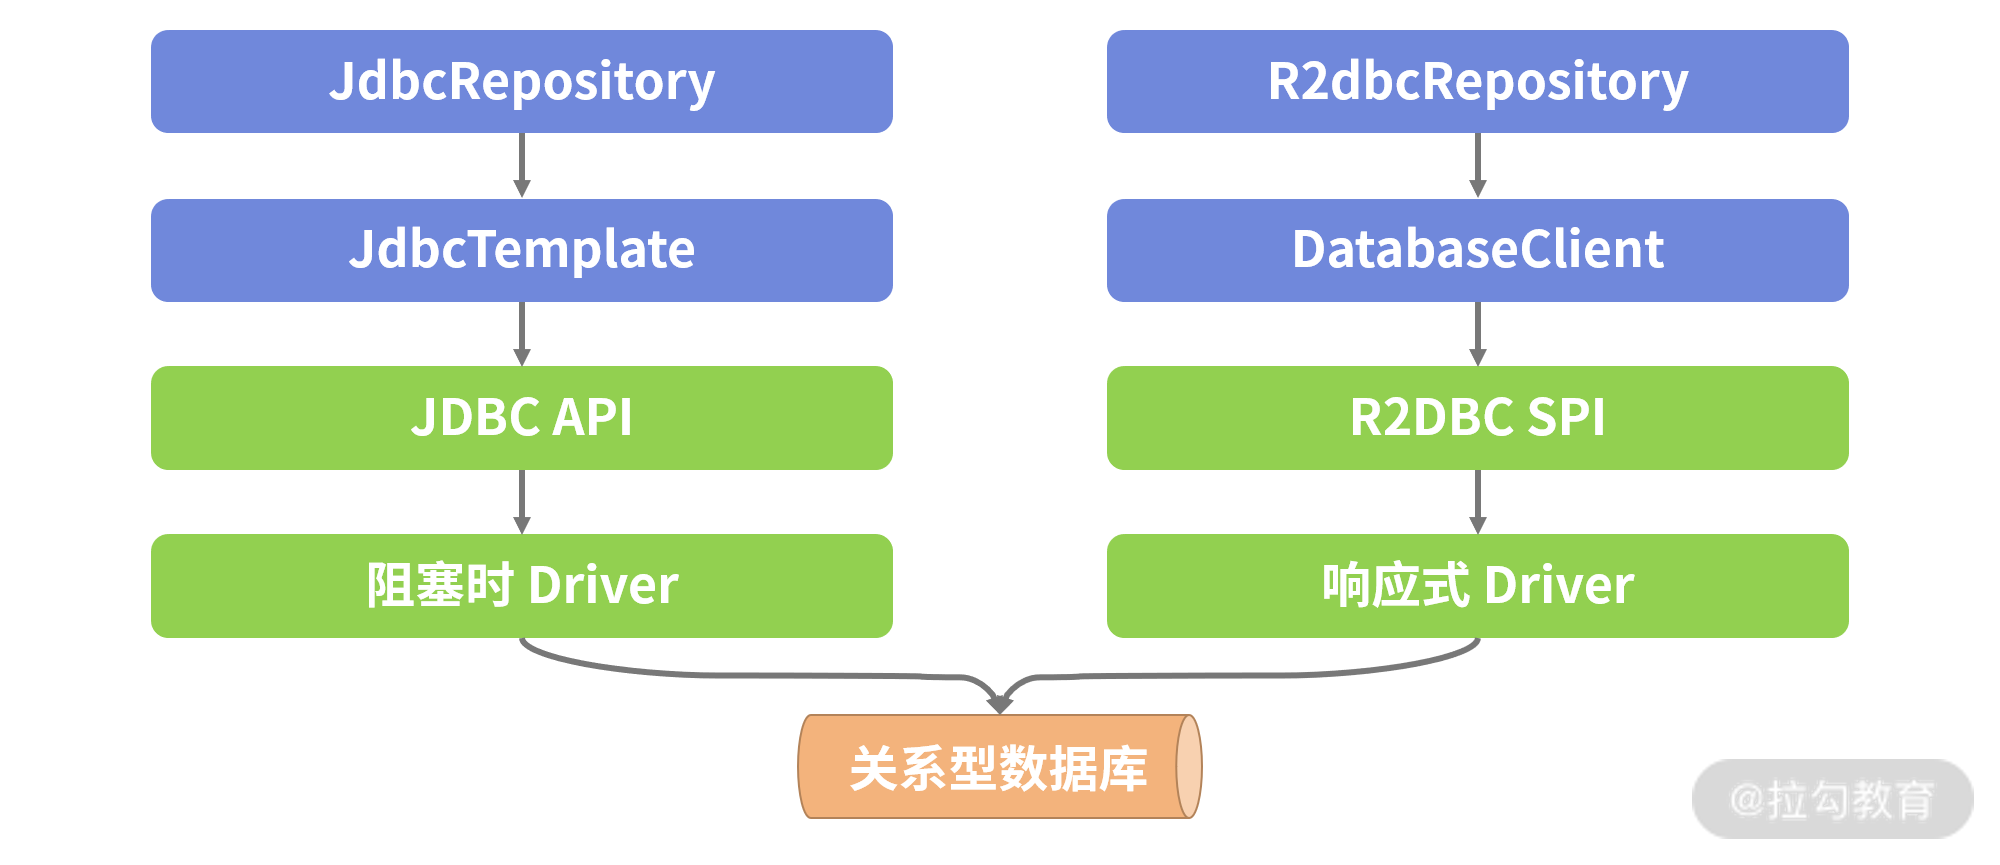 JdbcRepository
R2dbcRepository
JdbcTemplate
DatabaseClient
JDBC API
R2DBC SPI
阻塞时 Driver
响应式 Driver
关系型数据库
@拉勾教育